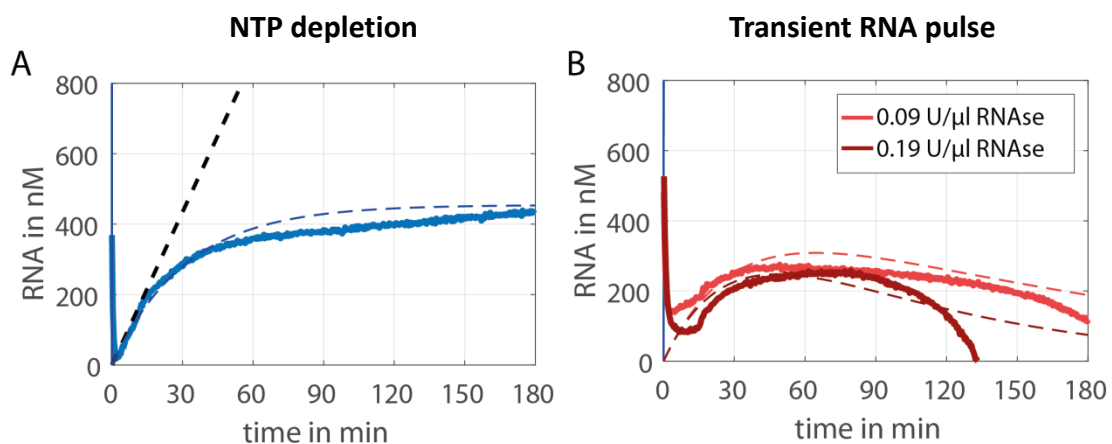 NTP depletion
Transient RNA pulse
A
B
800
600
400
200
0
RNA in nM
0 30 60 90 120 150 180
time in min
800
600
400
200
0
RNA in nM
0.09 U/µl RNAse
0.19 U/µl RNAse
0 30 60 90 120 150 180
time in min